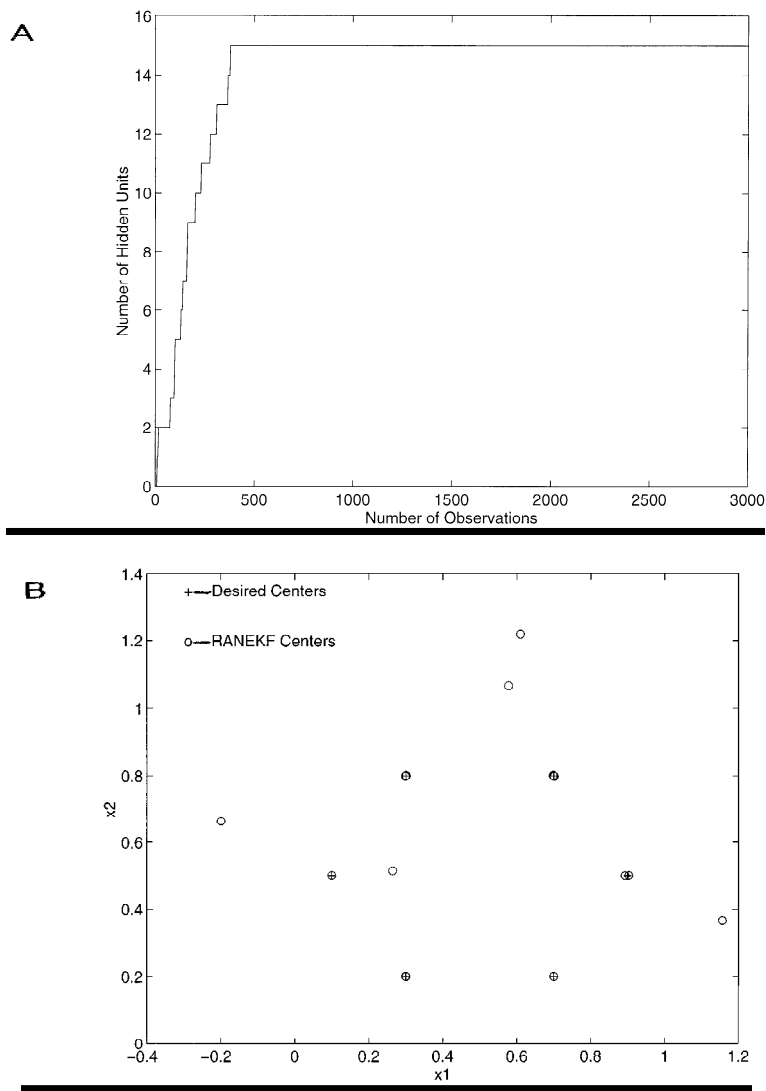 A
16
14
12
10
8
6
4
2
0
Number of Hidden Units
0 500 1000 1500 2000 2500 3000
Number of Observations
B
1.4
1.2
1
0.8
0.6
0.4
0.2
0
x2
+—Desired Centers
o—RANEKF Centers
−0.4 −0.2 0 0.2 0.4 0.6 0.8 1 1.2
x1